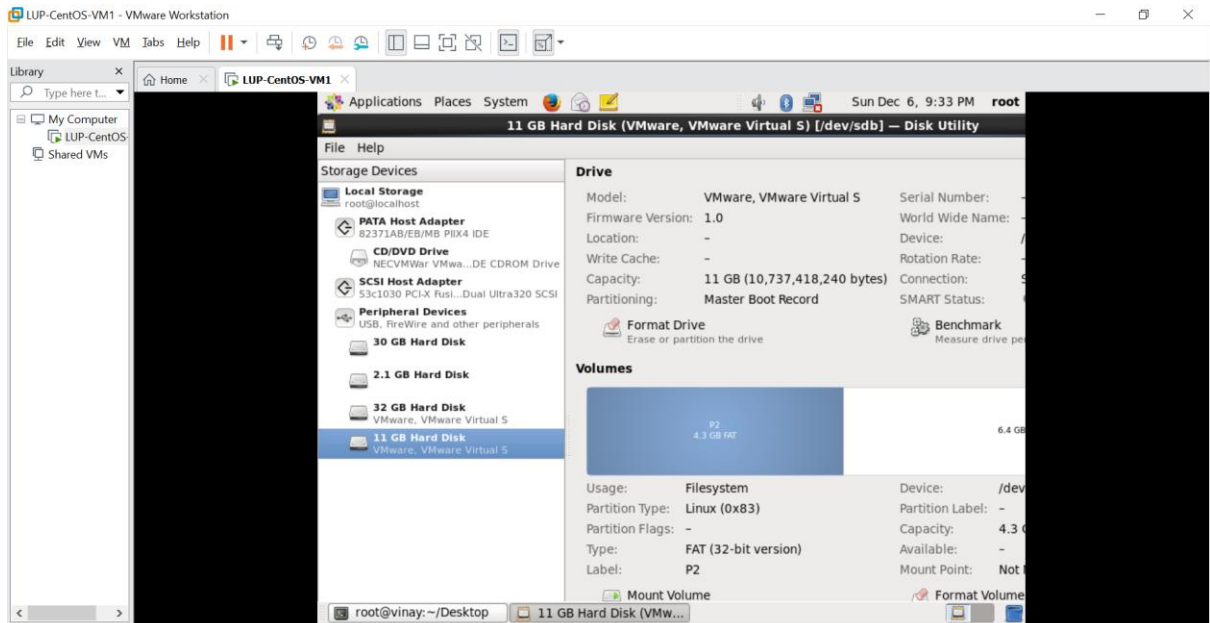 LUP-CentOS-VM1 - VMware Workstation
File Edit View VM Tabs Help
Library
Type here t...
My Computer
LUP-CentOS-
Shared VMs
Home
LUP-CentOS-VM1
Applications Places System
Sun Dec 6, 9:33 PM root
11 GB Hard Disk (VMware, VMware Virtual S) [/dev/sdb] — Disk Utility
File Help
Storage Devices
Local Storage
root@localhost
PATA Host Adapter
82371AB/EB/MB PIIX4 IDE
CD/DVD Drive
NECVMWar VMwa...DE CDROM Drive
SCSI Host Adapter
53c1030 PCI-X Fusi...Dual Ultra320 SCSI
Peripheral Devices
USB, FireWire and other peripherals
30 GB Hard Disk
2.1 GB Hard Disk
32 GB Hard Disk
VMware, VMware Virtual S
11 GB Hard Disk
VMware, VMware Virtual S
Drive
Model: VMware, VMware Virtual S Serial Number: -
Firmware Version: 1.0 World Wide Name: -
Location: – Device: /
Write Cache: – Rotation Rate: -
Capacity: 11 GB (10,737,418,240 bytes) Connection: S
Partitioning: Master Boot Record SMART Status:
Format Drive
Erase or partition the drive
Benchmark
Measure drive pe
Volumes
P2
4.3 GB FAT
6.4 GB
Usage: Filesystem Device: /dev
Partition Type: Linux (0x83) Partition Label: –
Partition Flags: – Capacity: 4.3
Type: FAT (32-bit version) Available: –
Label: P2 Mount Point: Not
Mount Volume Format Volume
root@vinay:~/Desktop
11 GB Hard Disk (VMw...